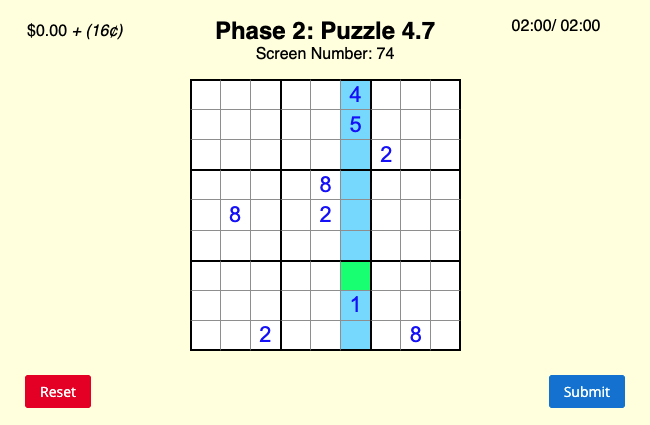 $0.00 + (16¢)
Phase 2: Puzzle 4.7
02:00/ 02:00
Screen Number: 74
4
5
2
8
8 2
1
2 8
Reset
Submit